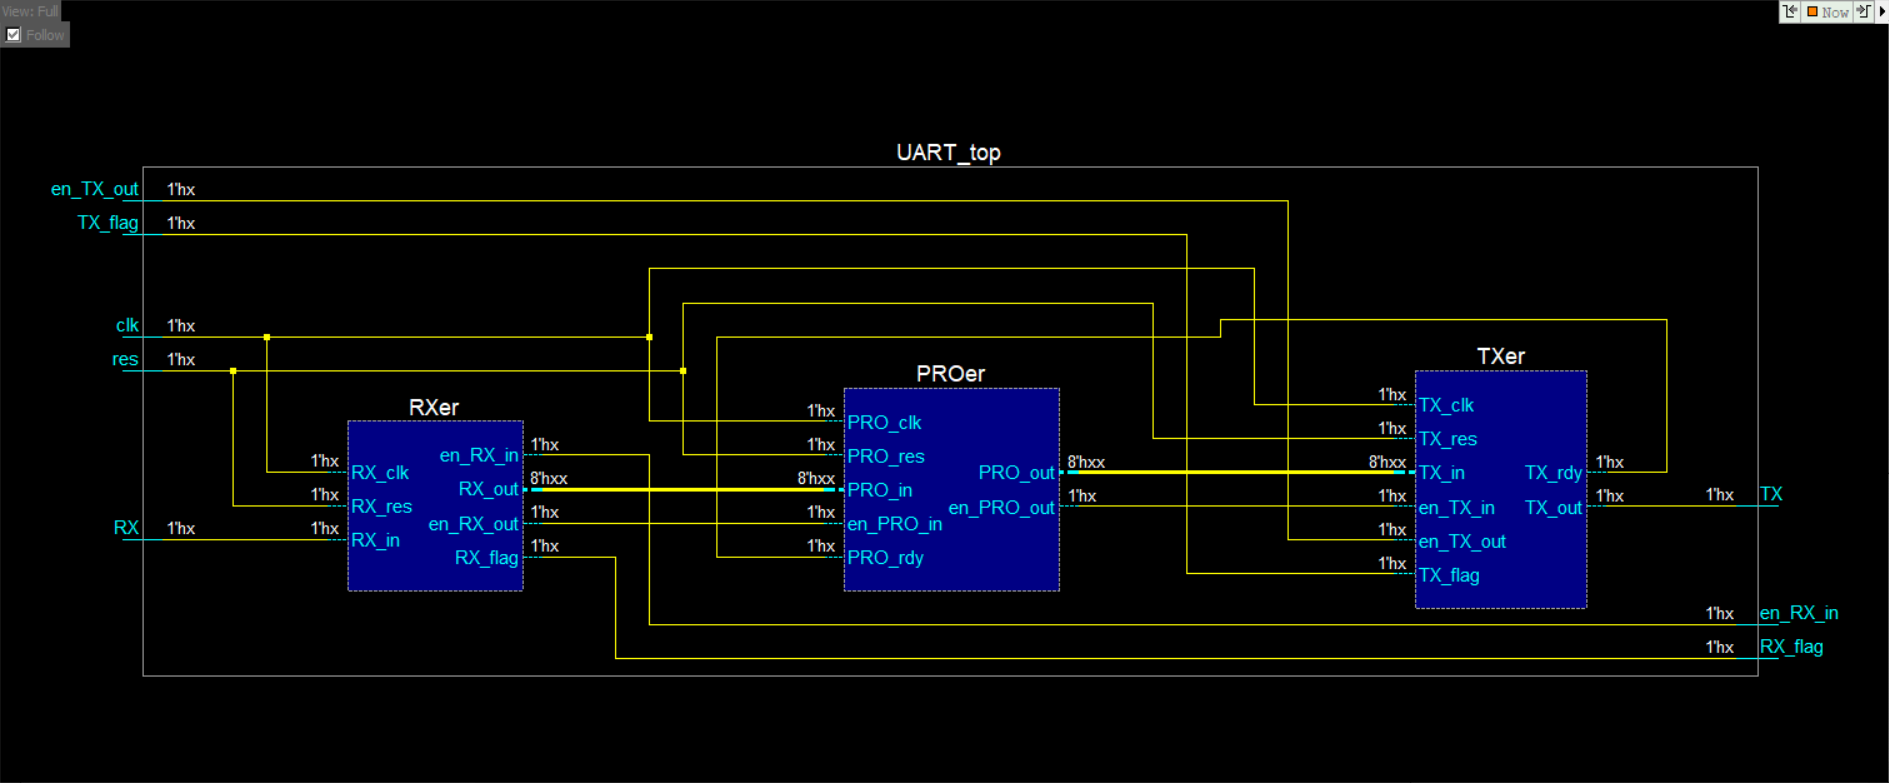 View: Full
Now
Follow
UART_top
en_TX_out 1'hx
TX_flag 1'hx
clk 1'hx
res 1'hx
RX 1'hx
RXer
1'hx RX_clk
1'hx RX_res
1'hx RX_in
en_RX_in 1'hx
RX_out 8'hxx
en_RX_out 1'hx
RX_flag 1'hx
PROer
1'hx PRO_clk
1'hx PRO_res
8'hxx PRO_in
1'hx en_PRO_in
1'hx PRO_rdy
PRO_out 8'hxx
en_PRO_out 1'hx
TXer
1'hx TX_clk
1'hx TX_res
8'hxx TX_in
1'hx en_TX_in
1'hx en_TX_out
1'hx TX_flag
TX_rdy 1'hx
TX_out 1'hx
1'hx TX
1'hx en_RX_in
1'hx RX_flag